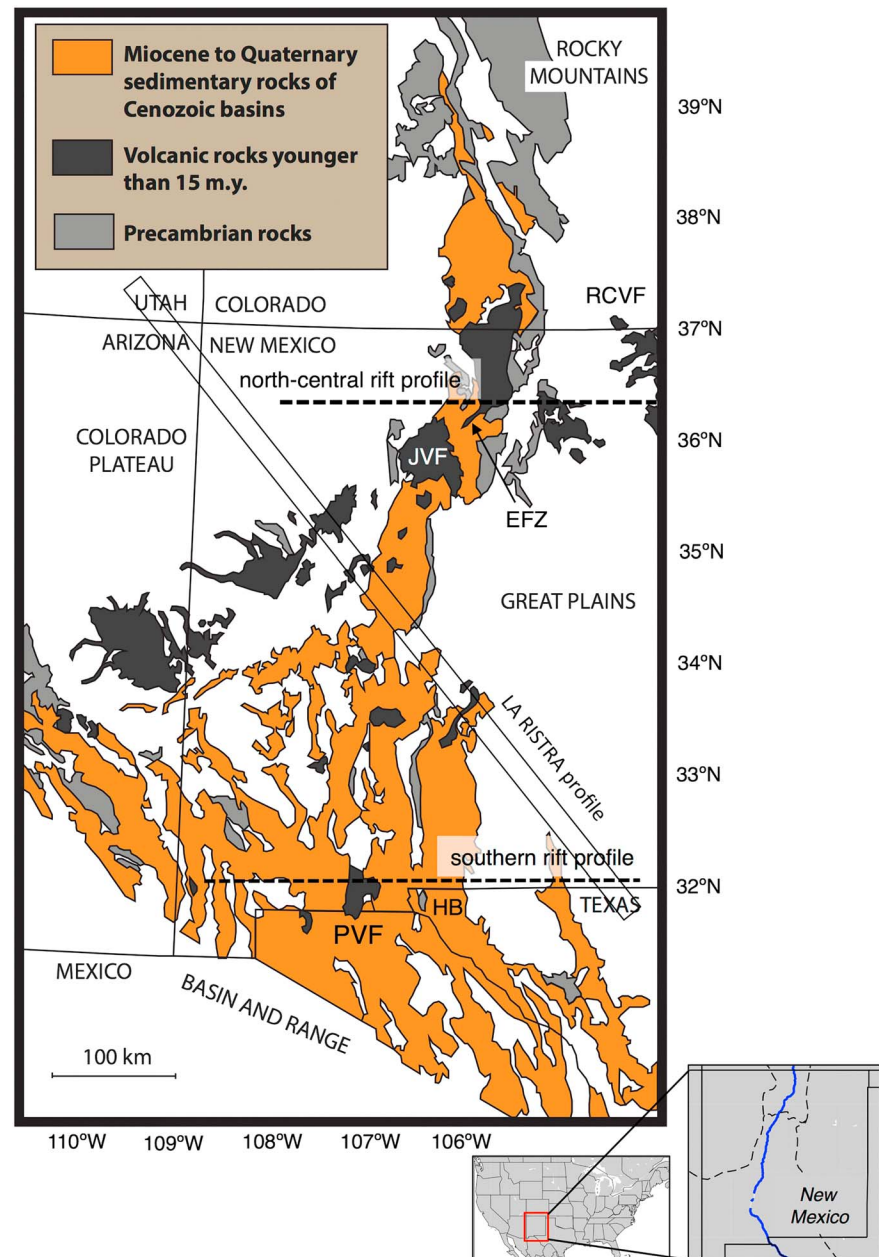 Miocene to Quaternary
sedimentary rocks of
Cenozoic basins
Volcanic rocks younger
than 15 m.y.
Precambrian rocks
ROCKY
MOUNTAINS
39°N
38°N
RCVF
UTAH
COLORADO
37°N
ARIZONA
NEW MEXICO
north-central rift profile
COLORADO
PLATEAU
36°N
JVF
EFZ
35°N
GREAT PLAINS
34°N
LA RISTRA profile
33°N
southern rift profile
32°N
HB
TEXAS
PVF
MEXICO
BASIN AND RANGE
100 km
110°W
109°W
108°W
107°W
106°W
New
Mexico